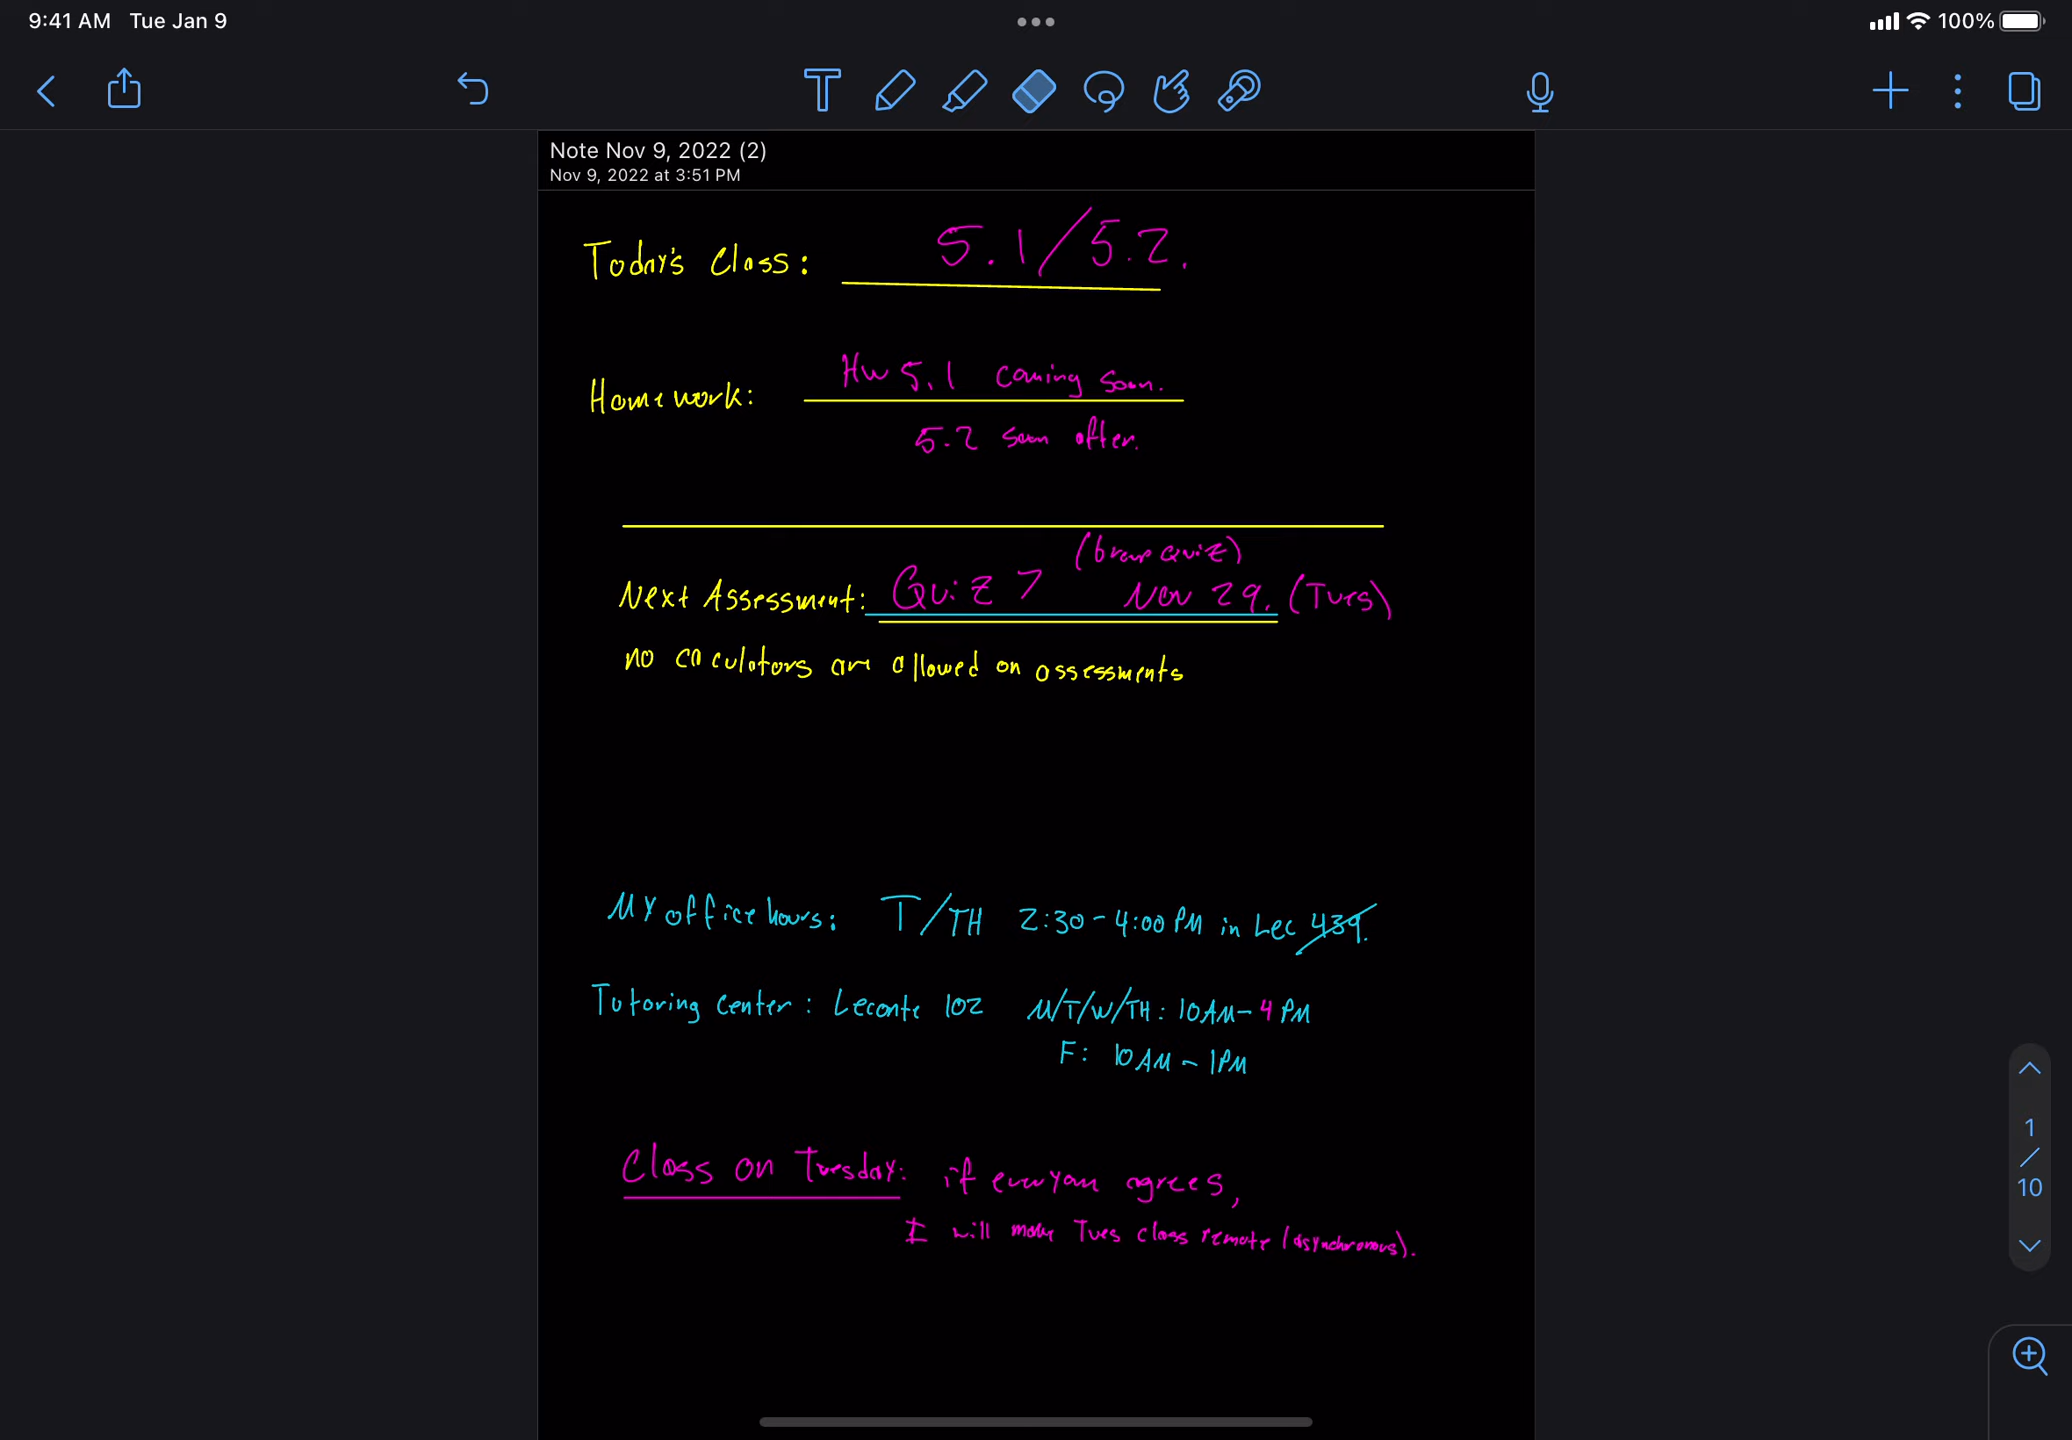 9:41 AM Tue Jan 9
100%
Note Nov 9, 2022 (2)
Nov 9, 2022 at 3:51 PM
Today's Class: 5.1/5.2.
Homework: HW 5.1 coming soon.
5.2 soon after.
(Group Quiz)
Next Assessment: Quiz 7 Nov 29. (Tues)
no calculators are allowed on assessments
My office hours: T/TH 2:30-4:00 PM in Lec 439.
Tutoring center: Leconte 102 M/T/W/TH: 10AM-4 PM
F: 10AM - 1PM
Class on Tuesday: if everyone agrees,
I will make Tues class remote (asynchronous).
1
/
10